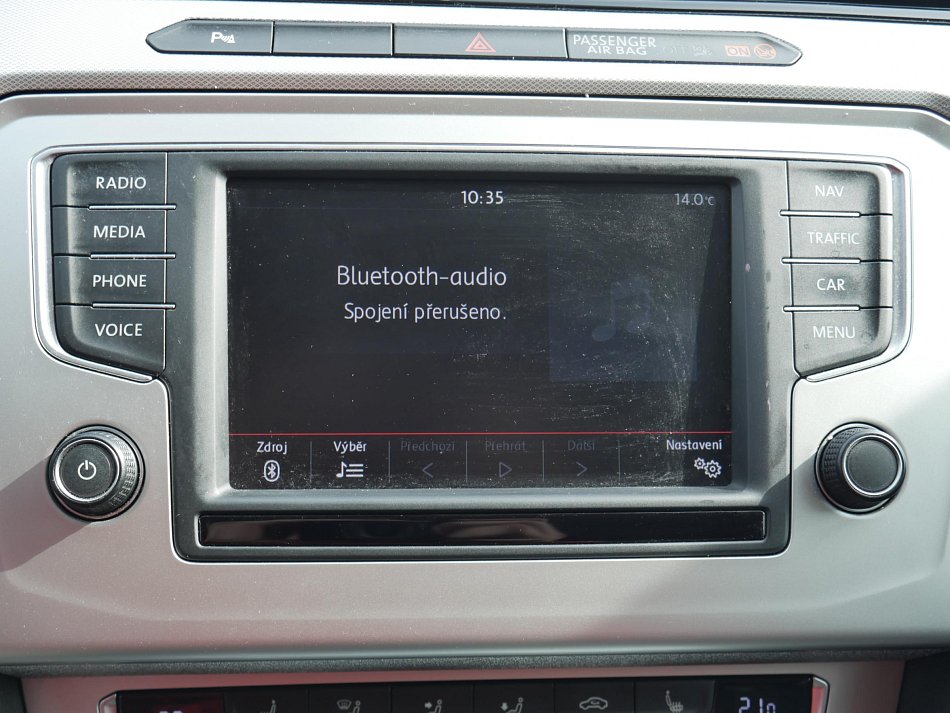 P
PASSENGER
AIR BAG OFF ON
RADIO
MEDIA
PHONE
VOICE
10:35 14.0°C
Bluetooth-audio
Spojení přerušeno.
Zdroj Výběr Předchozí Přehrát Další Nastavení
NAV
TRAFFIC
CAR
MENU